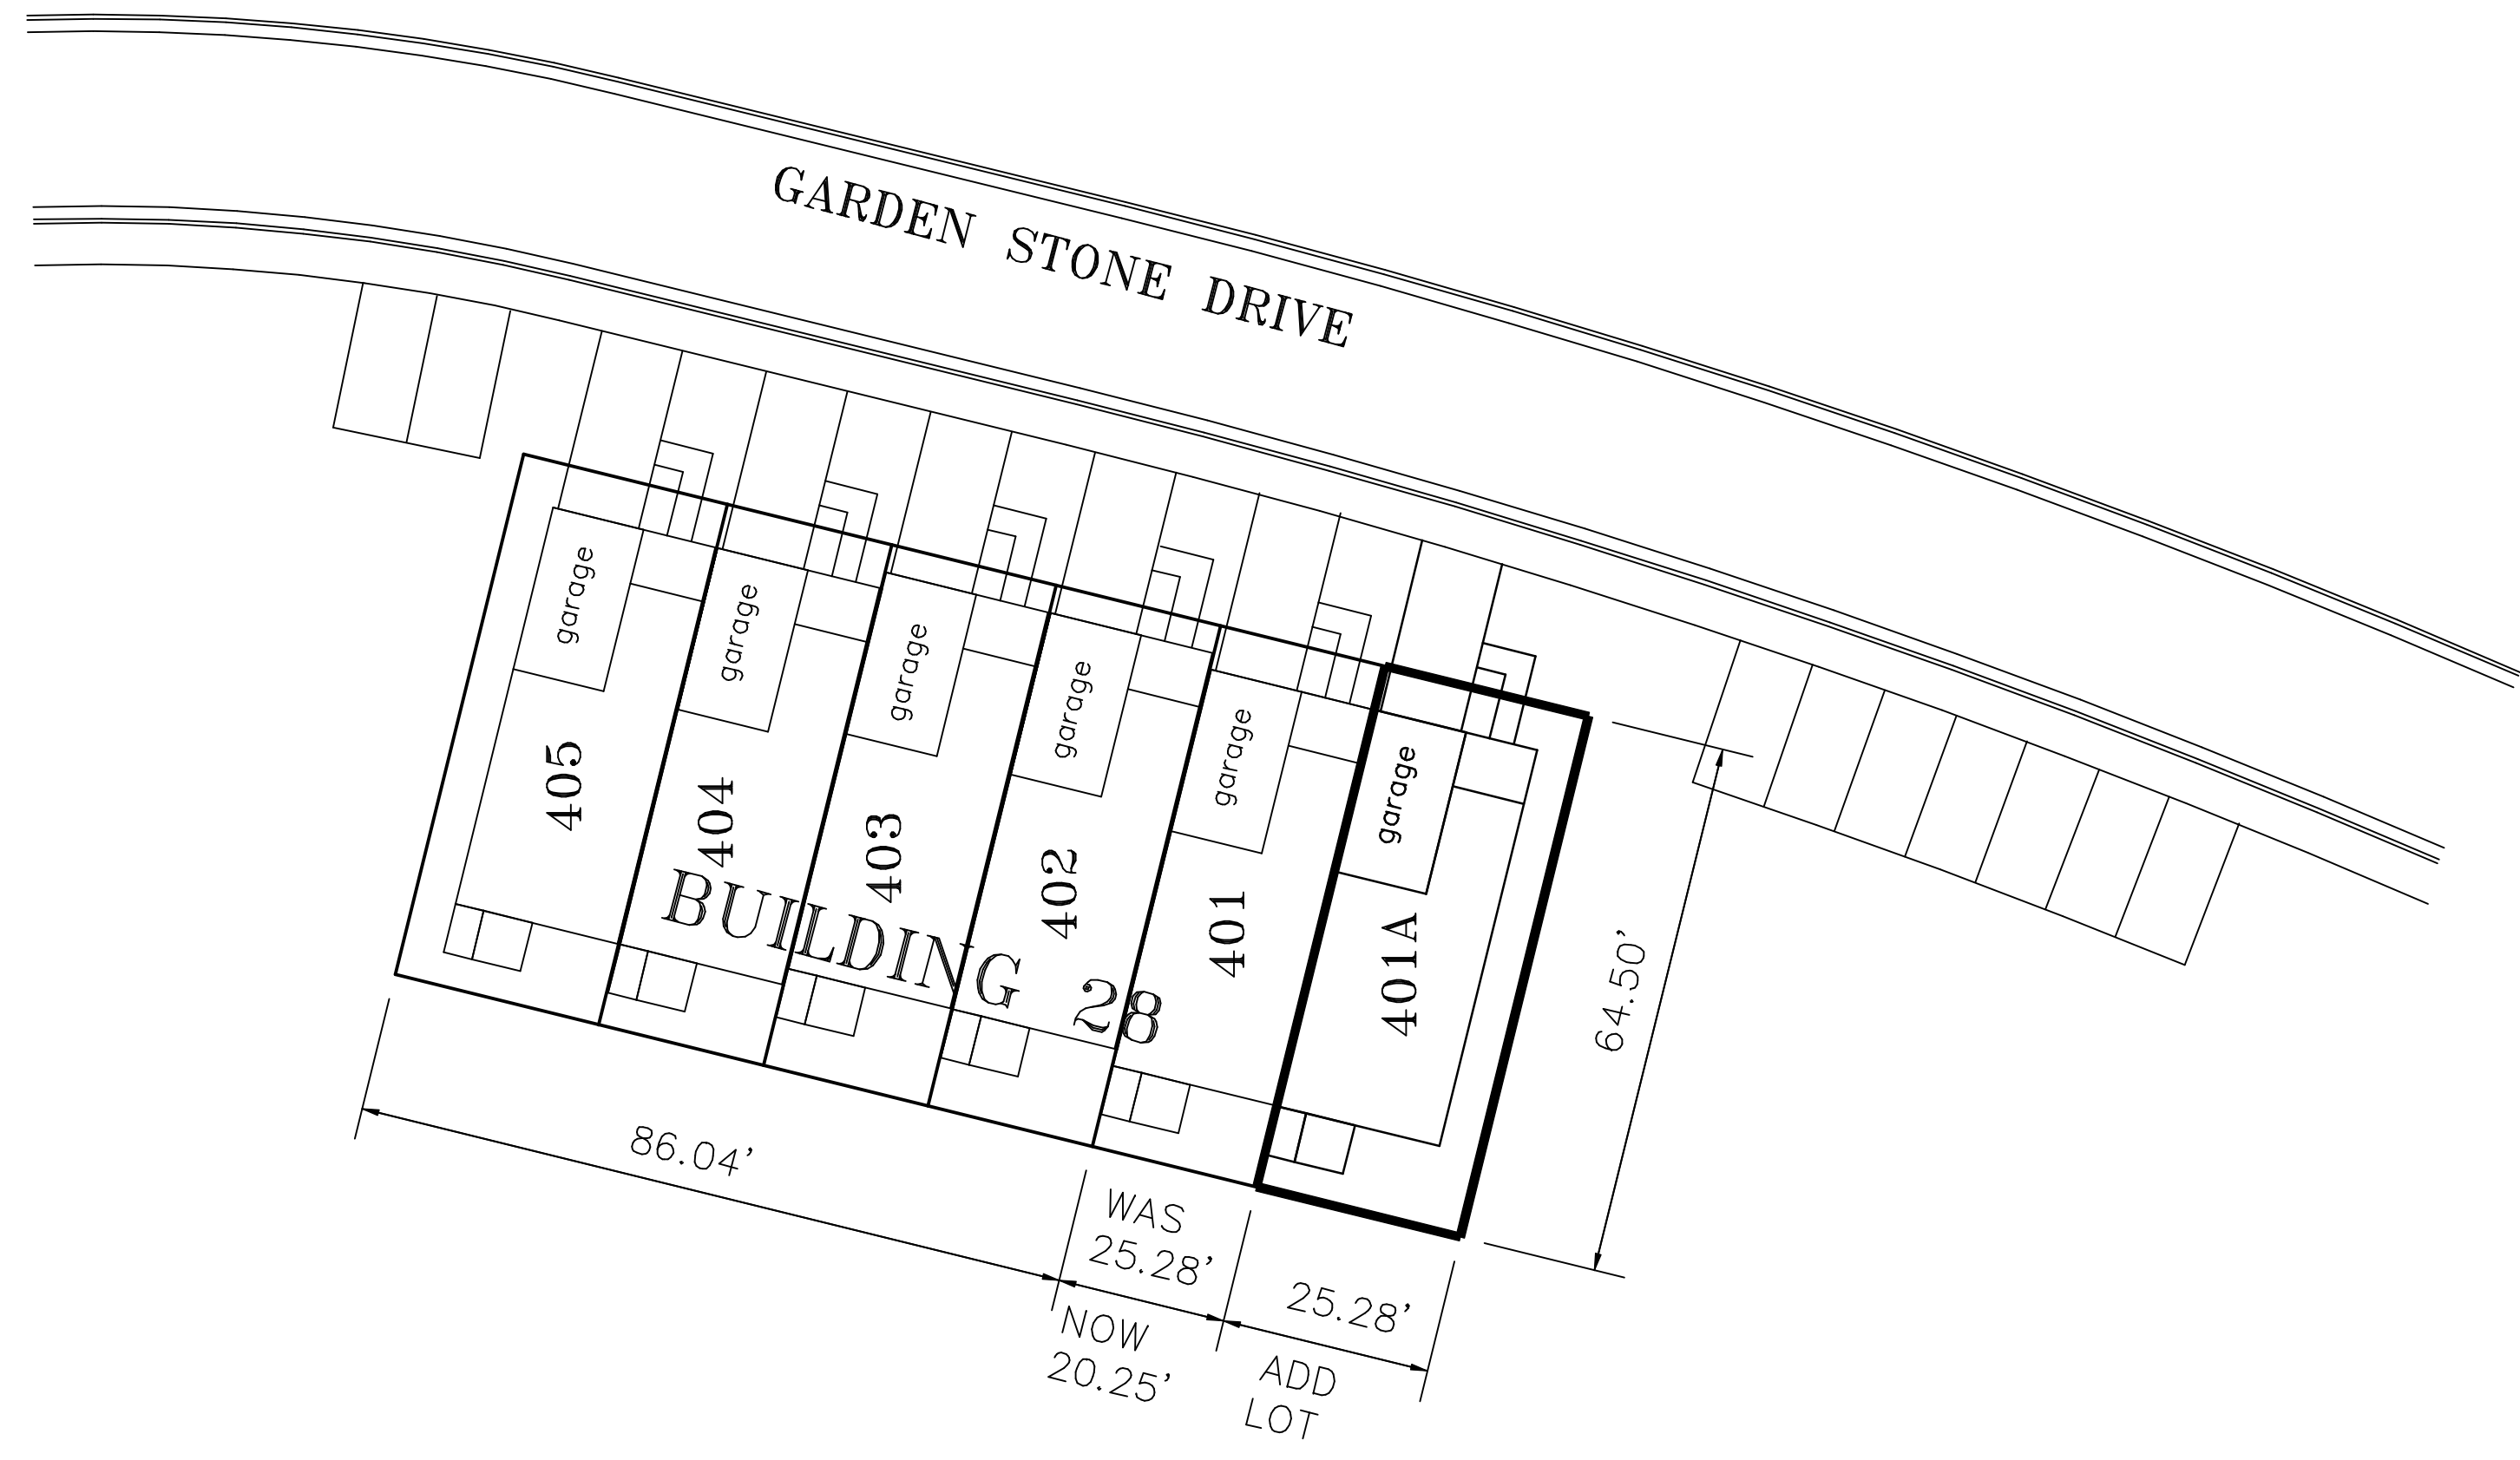 GARDEN STONE DRIVE
garage
garage
garage
garage
garage
garage
405
404
403
402
401
401A
BUILDING 28
64.50’
86.04’
WAS
25.28’
NOW
20.25’
25.28’
ADD
LOT